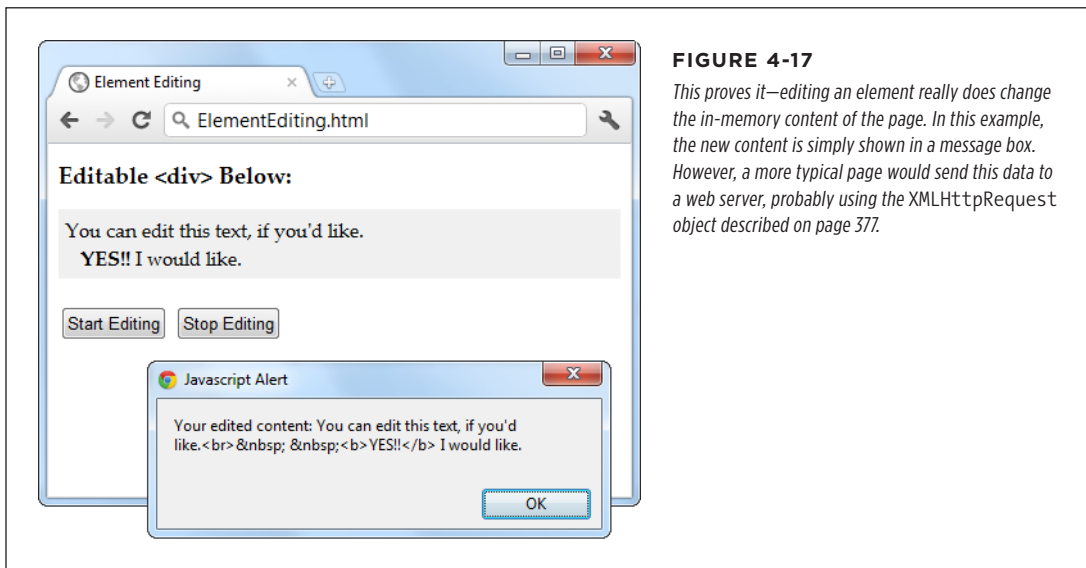 Element Editing
ElementEditing.html
Editable <div> Below:
You can edit this text, if you'd like.
YES!! I would like.
Start Editing Stop Editing
Javascript Alert
Your edited content: You can edit this text, if you'd
like.<br>&nbsp; &nbsp;<b>YES!!</b> I would like.
OK
FIGURE 4-17
This proves it—editing an element really does change
the in-memory content of the page. In this example,
the new content is simply shown in a message box.
However, a more typical page would send this data to
a web server, probably using the XMLHttpRequest
object described on page 377.